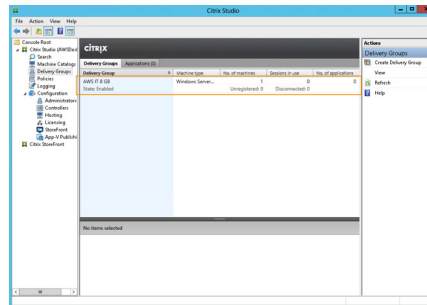 Citrix Studio
File Action View Help
Console Root
Citrix Studio (AWSDesl
Search
Machine Catalogs
Delivery Groups
Policies
Logging
Configuration
Administrators
Controllers
Hosting
Licensing
StoreFront
App-V Publishi
Citrix StoreFront
CITRIX
Delivery Groups Applications (0)
Delivery Group Machine type No. of machines Sessions in use No. of applications
AWS IT 8 GB Windows Server... 1 0 0
State: Enabled Unregistered: 0 Disconnected: 0
No items selected
Actions
Delivery Groups
Create Delivery Group
View
Refresh
Help